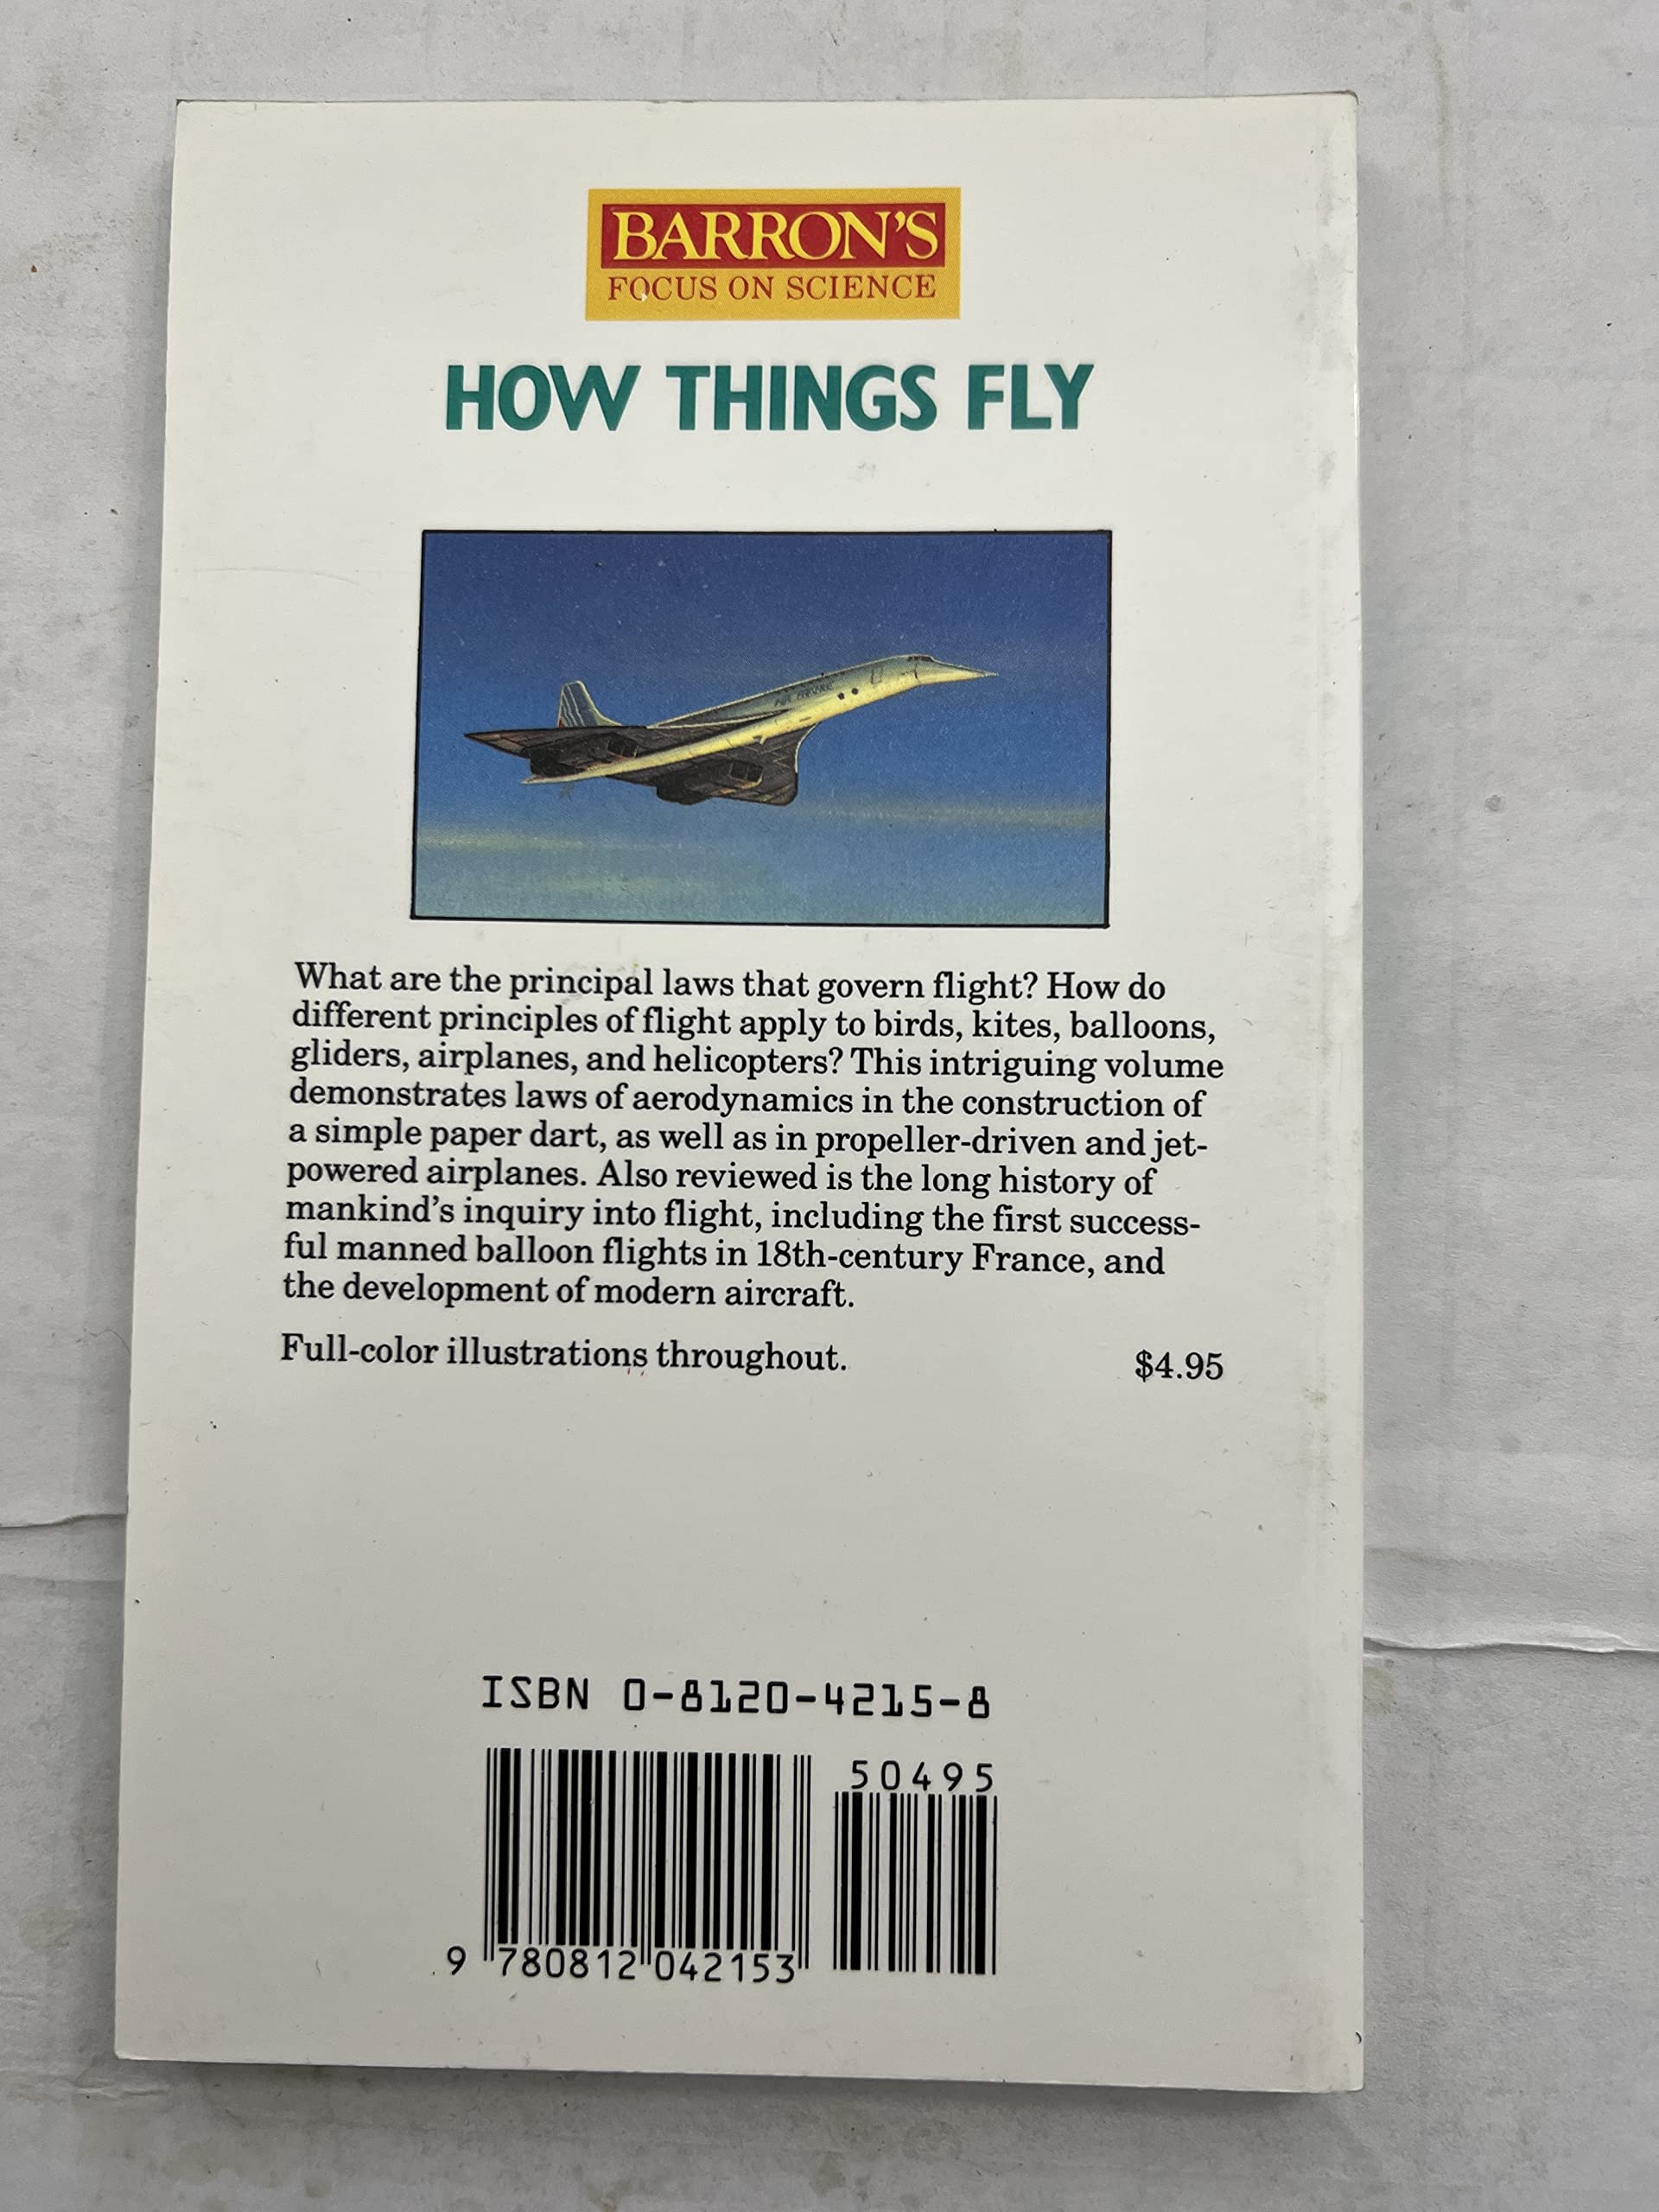 BARRON'S
FOCUS ON SCIENCE
HOW THINGS FLY
What are the principal laws that govern flight? How do
different principles of flight apply to birds, kites, balloons,
gliders, airplanes, and helicopters? This intriguing volume
demonstrates laws of aerodynamics in the construction of
a simple paper dart, as well as in propeller-driven and jet-
powered airplanes. Also reviewed is the long history of
mankind's inquiry into flight, including the first success-
ful manned balloon flights in 18th-century France, and
the development of modern aircraft.
Full-color illustrations throughout.
$4.95
ISBN 0-8120-4215-8
50495
9 780812 042153